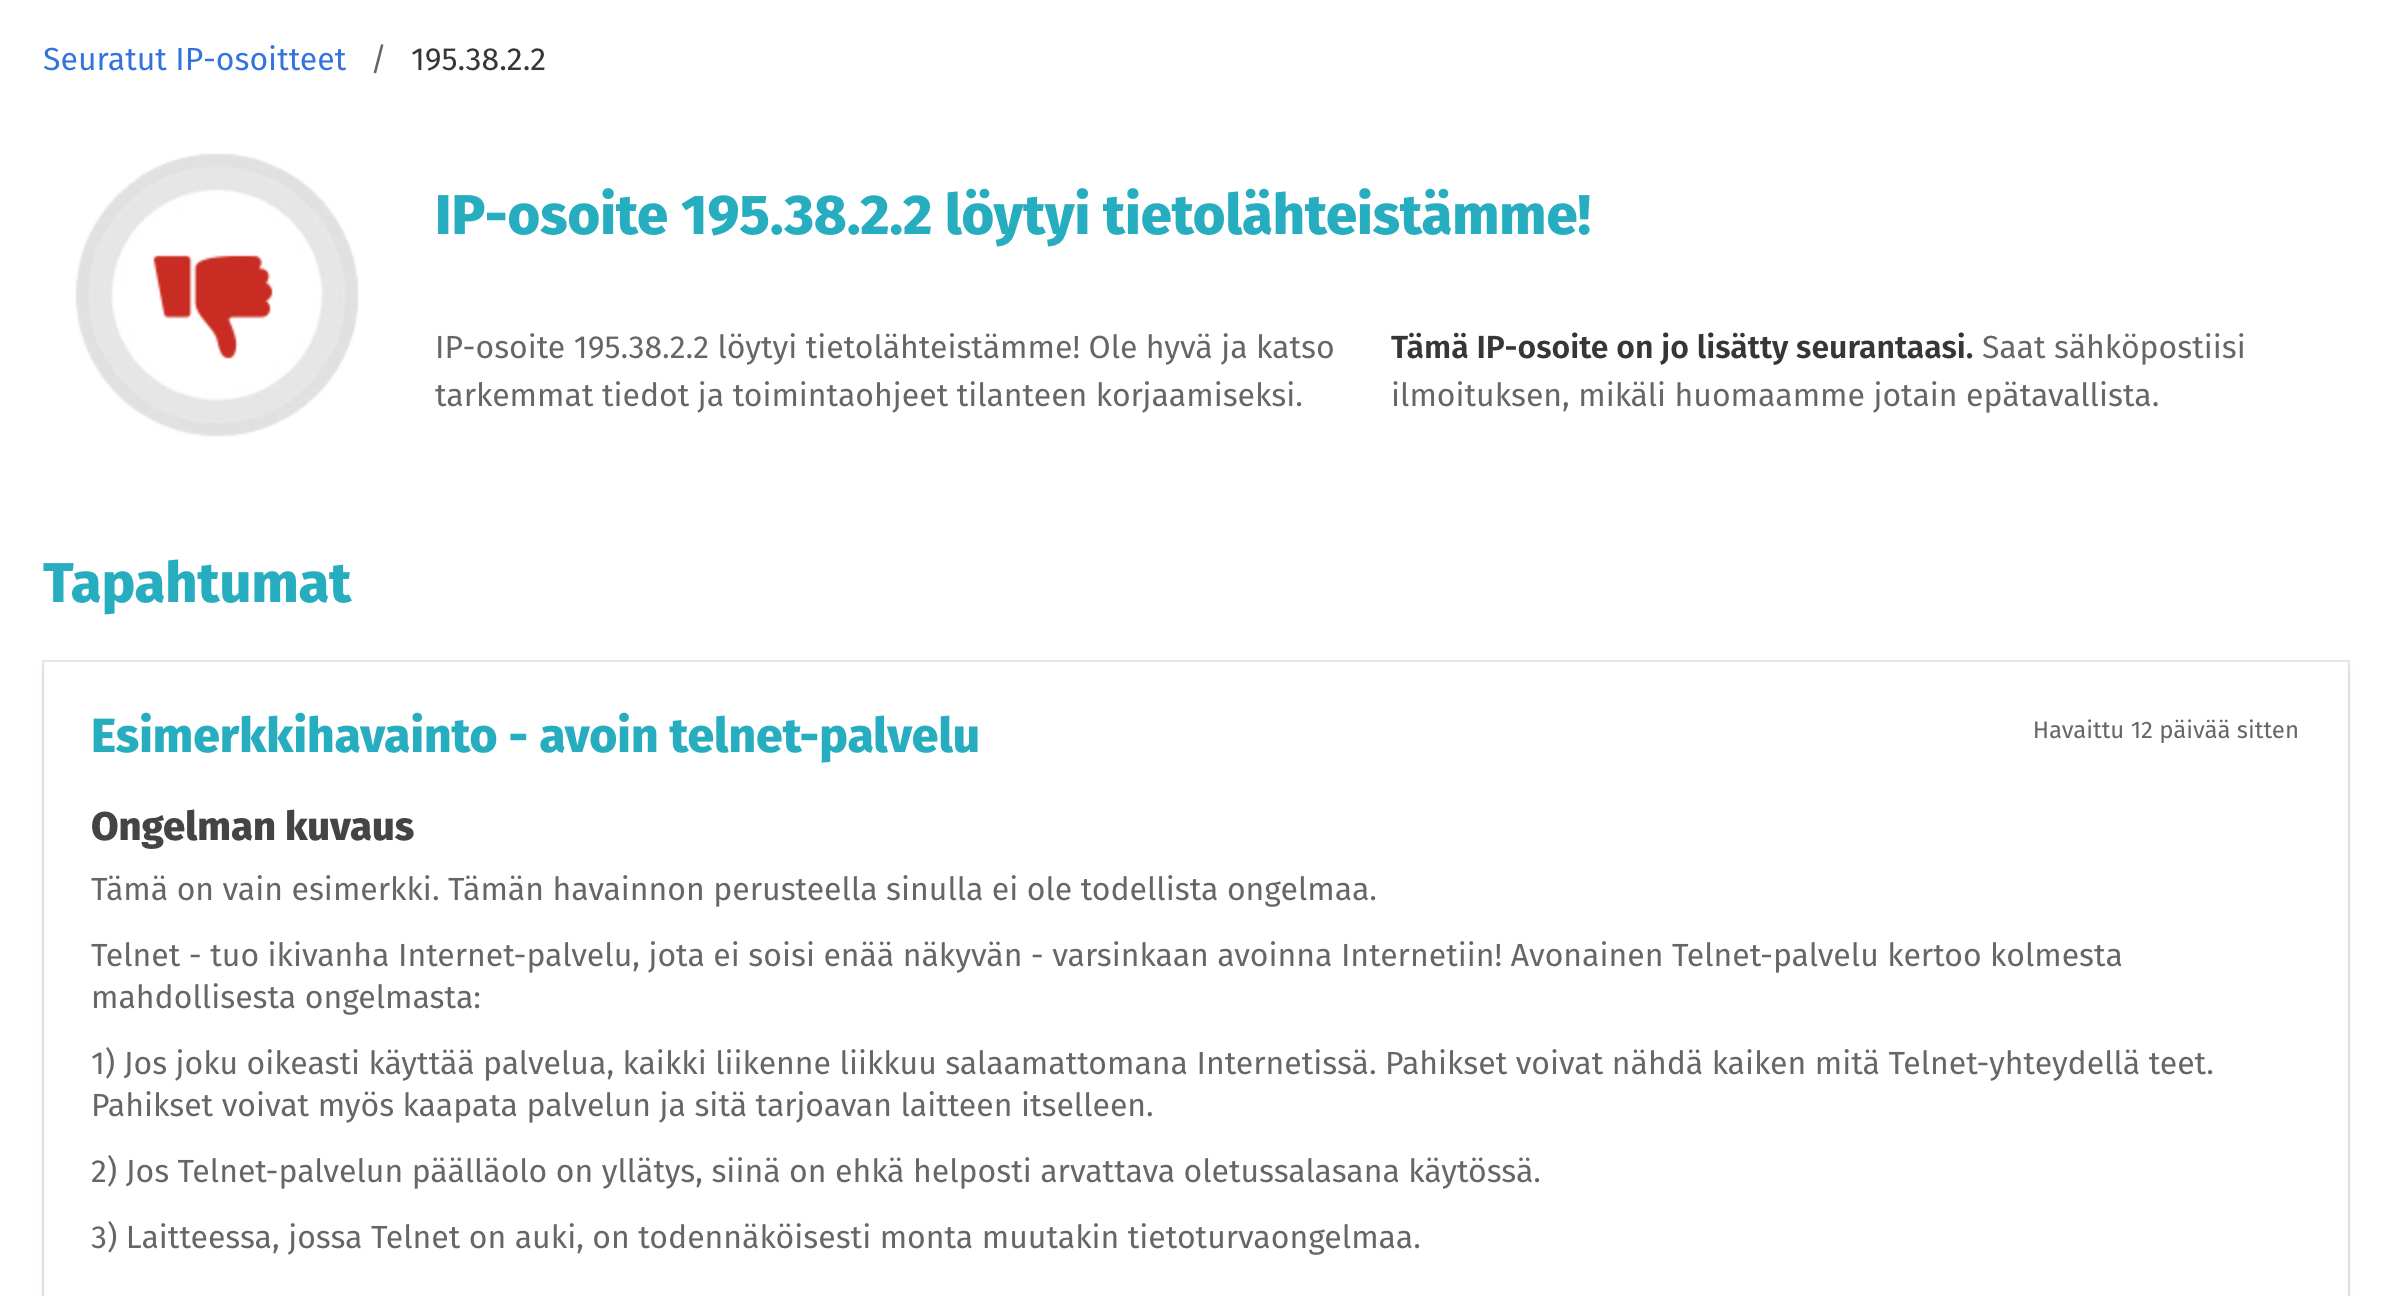 Seuratut IP-osoitteet / 195.38.2.2
IP-osoite 195.38.2.2 löytyi tietolähteistämme!
IP-osoite 195.38.2.2 löytyi tietolähteistämme! Ole hyvä ja katso
tarkemmat tiedot ja toimintaohjeet tilanteen korjaamiseksi.
Tämä IP-osoite on jo lisätty seurantaasi. Saat sähköpostiisi
ilmoituksen, mikäli huomaamme jotain epätavallista.
Tapahtumat
Esimerkkihavainto - avoin telnet-palvelu
Havaittu 12 päivää sitten
Ongelman kuvaus
Tämä on vain esimerkki. Tämän havainnon perusteella sinulla ei ole todellista ongelmaa.
Telnet - tuo ikivanha Internet-palvelu, jota ei soisi enää näkyvän - varsinkaan avoinna Internetiin! Avonainen Telnet-palvelu kertoo kolmesta
mahdollisesta ongelmasta:
1) Jos joku oikeasti käyttää palvelua, kaikki liikenne liikkuu salaamattomana Internetissä. Pahikset voivat nähdä kaiken mitä Telnet-yhteydellä teet.
Pahikset voivat myös kaapata palvelun ja sitä tarjoavan laitteen itselleen.
2) Jos Telnet-palvelun päälläolo on yllätys, siinä on ehkä helposti arvattava oletussalasana käytössä.
3) Laitteessa, jossa Telnet on auki, on todennäköisesti monta muutakin tietoturvaongelmaa.